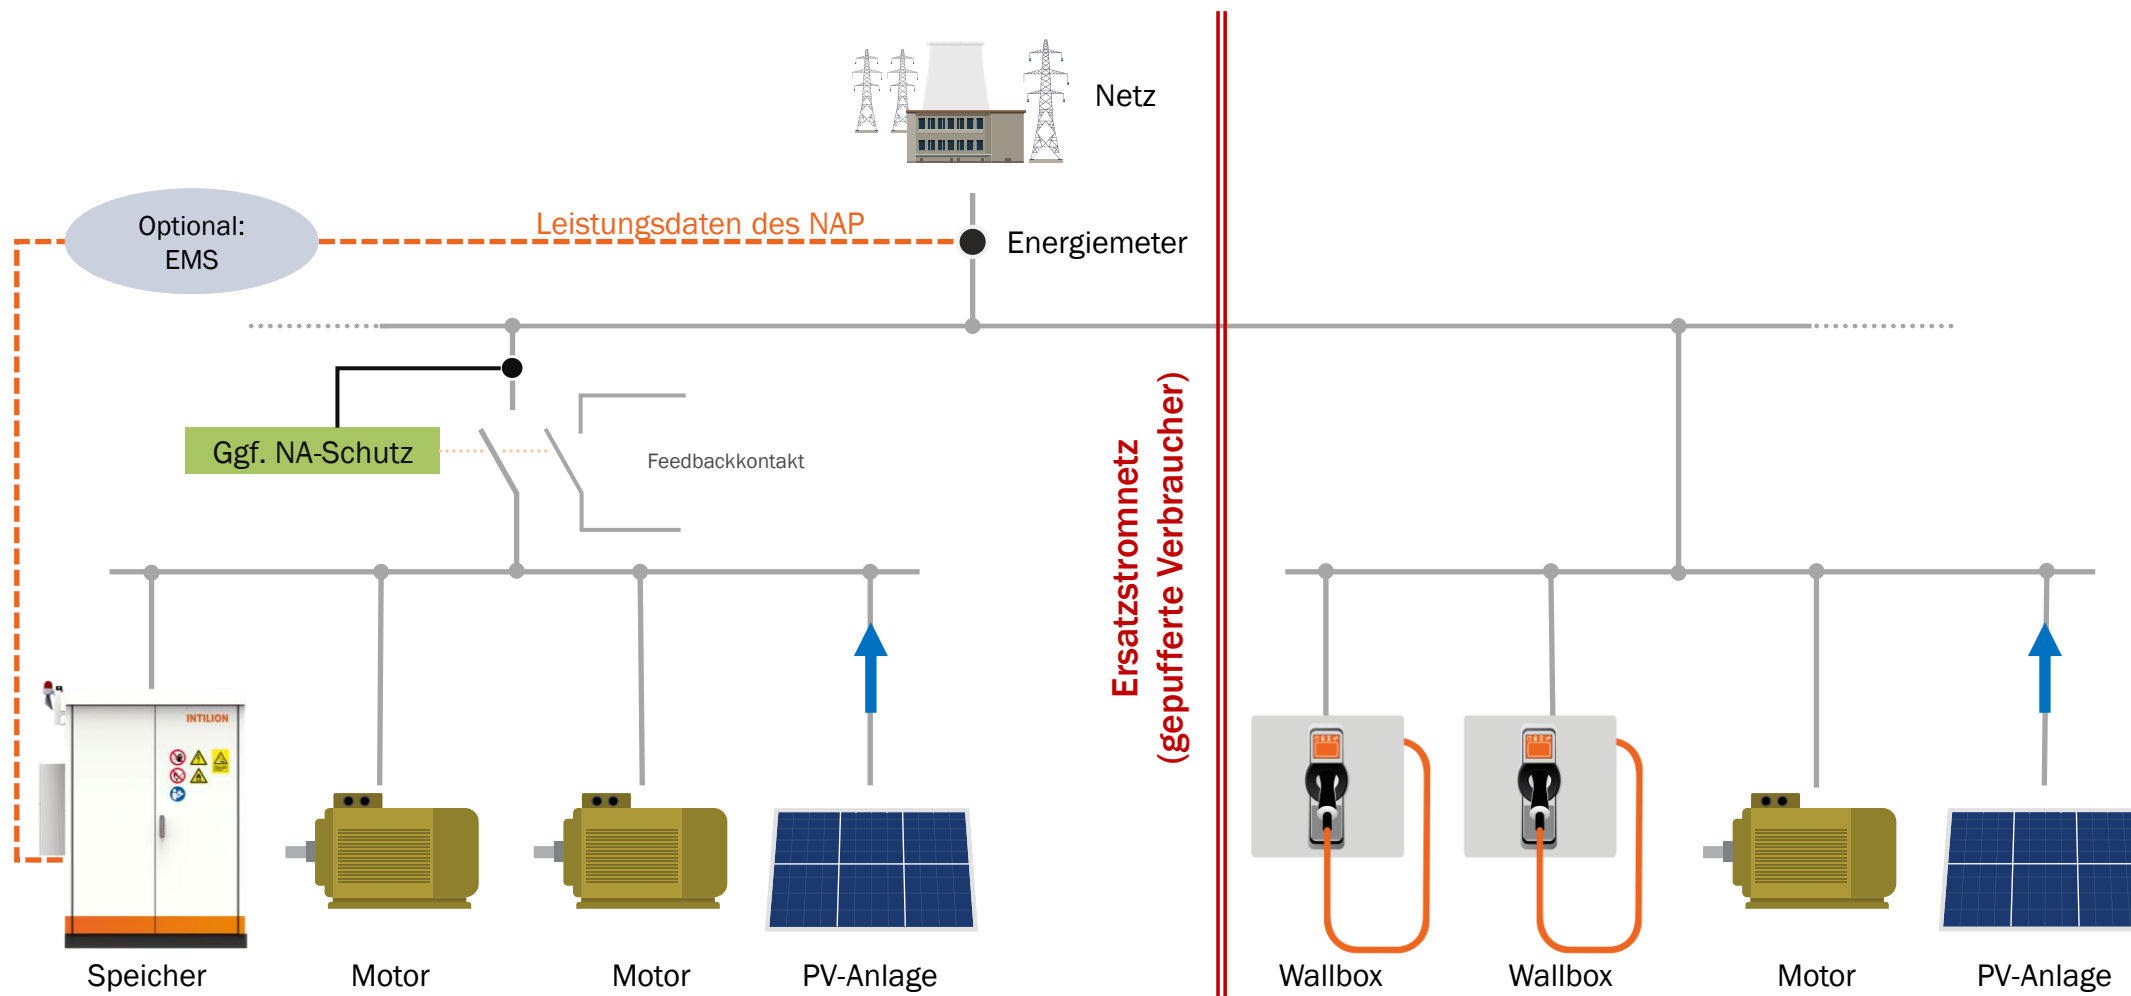 Netz
Optional:
EMS
Leistungsdaten des NAP
Energiemeter
Ggf. NA-Schutz
Feedbackkontakt
Ersatzstromnetz
(gepufferte Verbraucher)
INTILION
Speicher
Motor
Motor
PV-Anlage
Wallbox
Wallbox
Motor
PV-Anlage